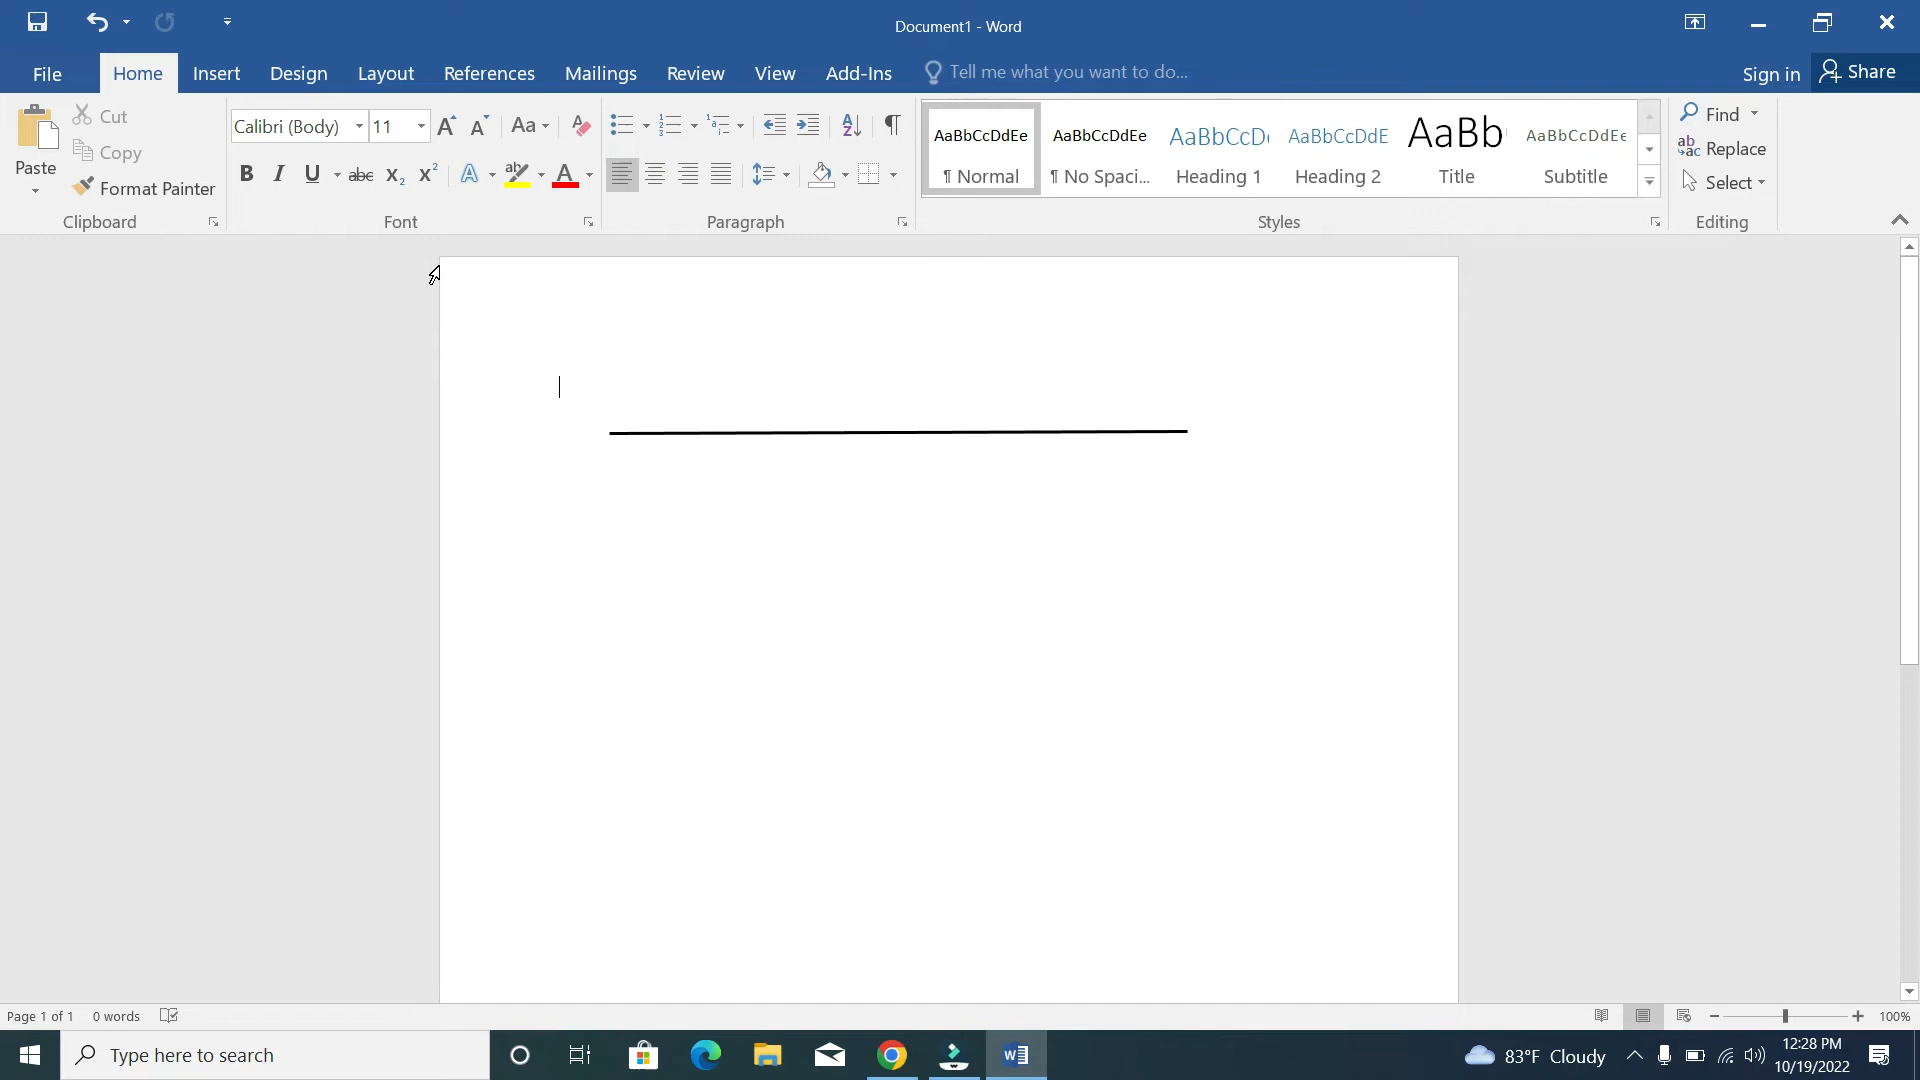 Document1 - Word
File Home Insert Design Layout References Mailings Review View Add-Ins Tell me what you want to do... Sign in Share
Paste
Cut
Copy
Format Painter
Clipboard
Calibri (Body) 11
Font
Paragraph
AaBbCcDdEe AaBbCcDdEe AaBbCcDc AaBbCcDdE AaBb AaBbCcDdEe
¶ Normal ¶ No Spaci... Heading 1 Heading 2 Title Subtitle
Styles
Find
Replace
Select
Editing
Page 1 of 1 0 words 100%
Type here to search 83°F Cloudy 12:28 PM
10/19/2022